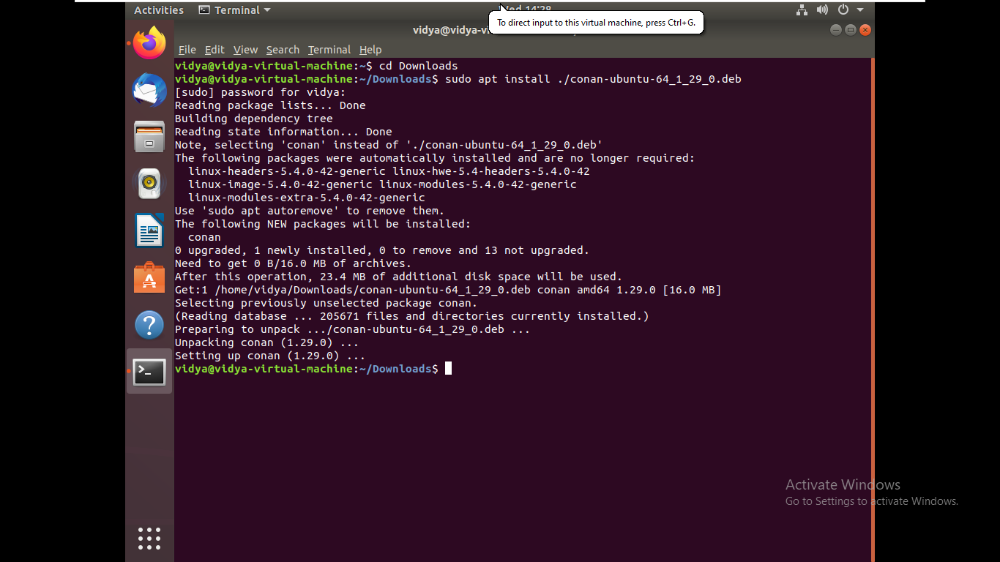 Activities Terminal Wed 14:28
To direct input to this virtual machine, press Ctrl+G.
vidya@vidya-vi
File Edit View Search Terminal Help
vidya@vidya-virtual-machine:~$ cd Downloads
vidya@vidya-virtual-machine:~/Downloads$ sudo apt install ./conan-ubuntu-64_1_29_0.deb
[sudo] password for vidya:
Reading package lists... Done
Building dependency tree
Reading state information... Done
Note, selecting 'conan' instead of './conan-ubuntu-64_1_29_0.deb'
The following packages were automatically installed and are no longer required:
  linux-headers-5.4.0-42-generic linux-hwe-5.4-headers-5.4.0-42
  linux-image-5.4.0-42-generic linux-modules-5.4.0-42-generic
  linux-modules-extra-5.4.0-42-generic
Use 'sudo apt autoremove' to remove them.
The following NEW packages will be installed:
  conan
0 upgraded, 1 newly installed, 0 to remove and 13 not upgraded.
Need to get 0 B/16.0 MB of archives.
After this operation, 23.4 MB of additional disk space will be used.
Get:1 /home/vidya/Downloads/conan-ubuntu-64_1_29_0.deb conan amd64 1.29.0 [16.0 MB]
Selecting previously unselected package conan.
(Reading database ... 205671 files and directories currently installed.)
Preparing to unpack .../conan-ubuntu-64_1_29_0.deb ...
Unpacking conan (1.29.0) ...
Setting up conan (1.29.0) ...
vidya@vidya-virtual-machine:~/Downloads$
Activate Windows
Go to Settings to activate Windows.